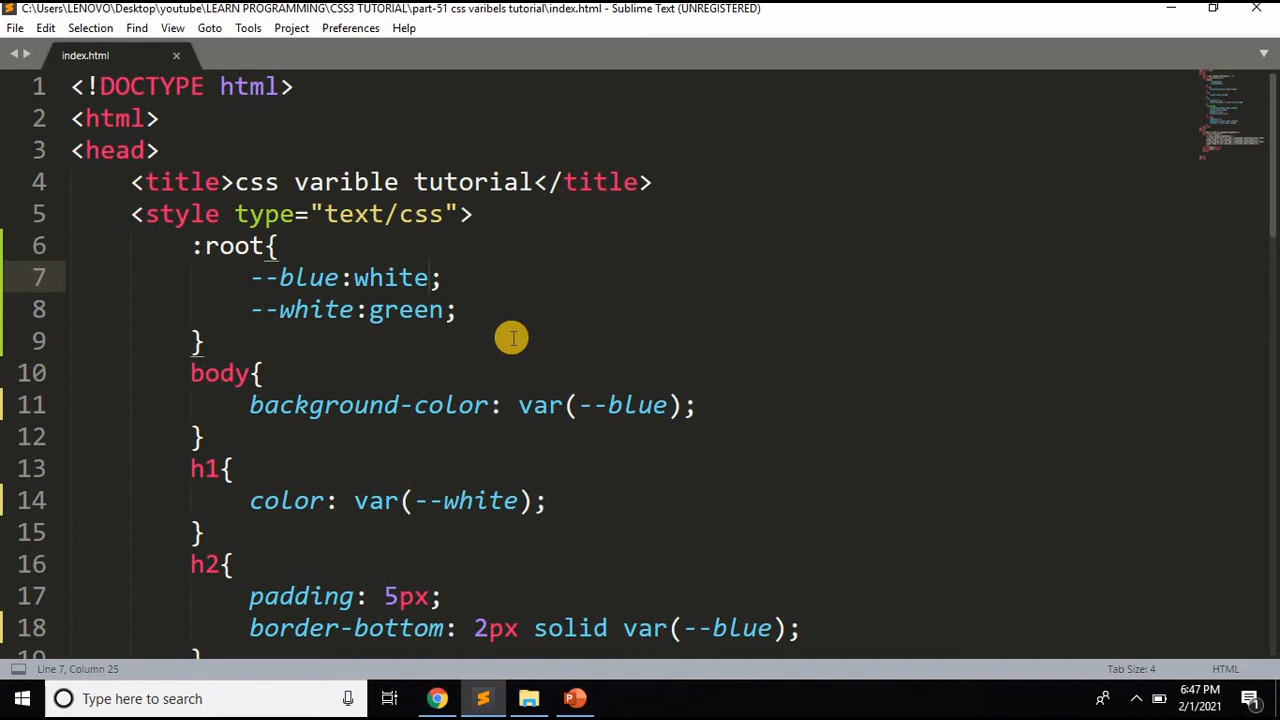 C:\Users\LENOVO\Desktop\youtube\LEARN PROGRAMMING\CSS3 TUTORIAL\part-51 css varibels tutorial\index.html - Sublime Text (UNREGISTERED)
File Edit Selection Find View Goto Tools Project Preferences Help
index.html
1 <!DOCTYPE html>
2 <html>
3 <head>
4 <title>css varible tutorial</title>
5 <style type="text/css">
6 :root{
7 --blue:white;
8 --white:green;
9 }
10 body{
11 background-color: var(--blue);
12 }
13 h1{
14 color: var(--white);
15 }
16 h2{
17 padding: 5px;
18 border-bottom: 2px solid var(--blue);
19 }
Line 7, Column 25 Tab Size: 4 HTML
Type here to search
6:47 PM
2/1/2021
1